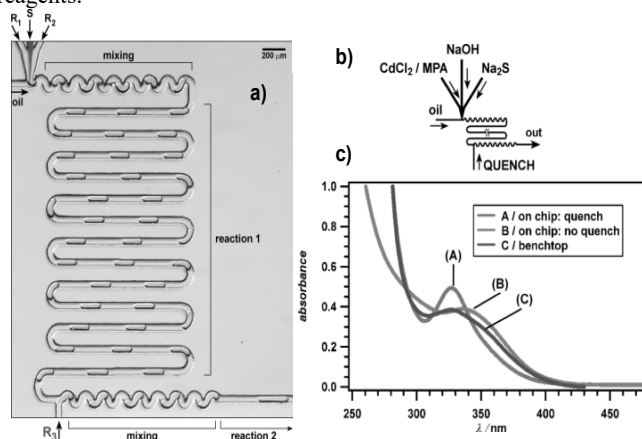 reagents.
R1
S
R2
200 μm
mixing
oil
a)
reaction 1
R3
mixing
reaction 2
b)
NaOH
CdCl2 / MPA
Na2S
oil
out
QUENCH
c)
1.0
0.8
0.6
0.4
0.2
0.0
absorbance
A / on chip: quench
B / on chip: no quench
C / benchtop
(A)
(B)
(C)
250
300
350
400
450
λ / nm